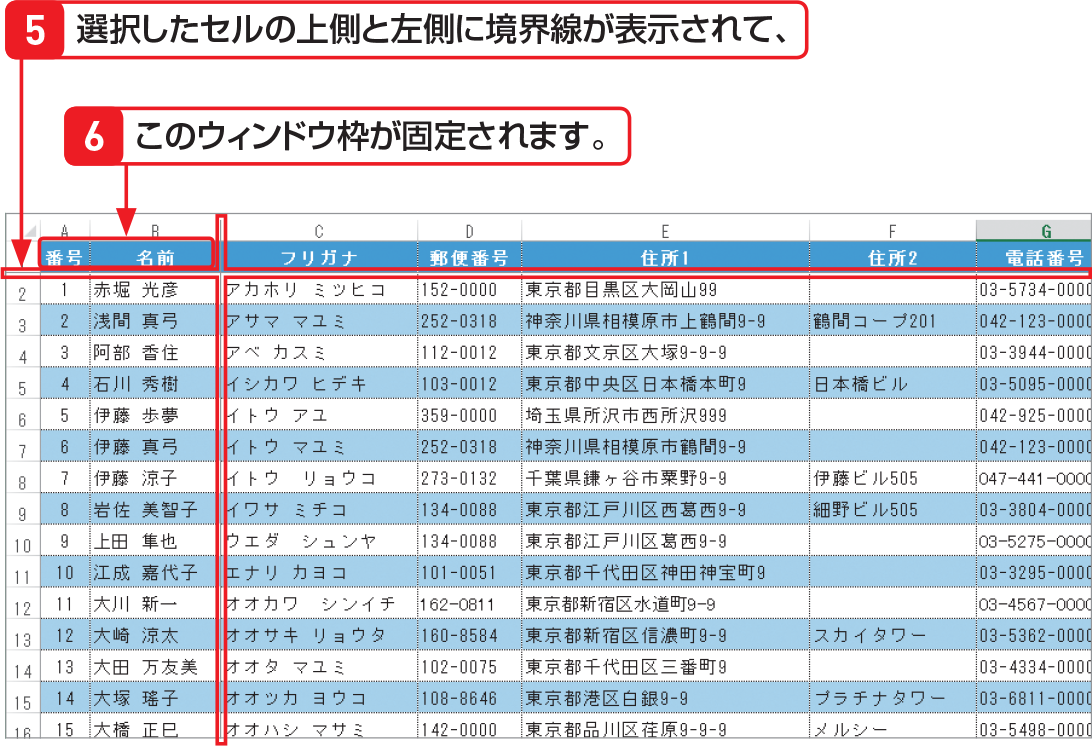 5 選択したセルの上側と左側に境界線が表示されて、
6 このウィンドウ枠が固定されます。
A B C D E F G
番号 名前 フリガナ 郵便番号 住所1 住所2 電話番号
2 1 赤堀 光彦 アカホリ ミツヒコ 152-0000 東京都目黒区大岡山99 03-5734-0000
3 2 浅間 真弓 アサマ マユミ 252-0318 神奈川県相模原市上鶴間9-9 鶴間コープ201 042-123-0000
4 3 阿部 香住 アベ カスミ 112-0012 東京都文京区大塚9-9-9 03-3944-0000
5 4 石川 秀樹 イシカワ ヒデキ 103-0012 東京都中央区日本橋本町9 日本橋ビル 03-5095-0000
6 5 伊藤 歩夢 イトウ アユ 359-0000 埼玉県所沢市西所沢999 042-925-0000
7 6 伊藤 真弓 イトウ マユミ 252-0318 神奈川県相模原市鶴間9-9 042-123-0000
8 7 伊藤 涼子 イトウ　リョウコ 273-0132 千葉県鎌ヶ谷市粟野9-9 伊藤ビル505 047-441-0000
9 8 岩佐 美智子 イワサ ミチコ 134-0088 東京都江戸川区西葛西9-9 細野ビル505 03-3804-0000
10 9 上田 隼也 ウエダ　シュンヤ 134-0088 東京都江戸川区葛西9-9 03-5275-0000
11 10 江成 嘉代子 エナリ カヨコ 101-0051 東京都千代田区神田神宝町9 03-3295-0000
12 11 大川 新一 オオカワ　シンイチ 162-0811 東京都新宿区水道町9-9 03-4567-0000
13 12 大崎 涼太 オオサキ リョウタ 160-8584 東京都新宿区信濃町9-9 スカイタワー 03-5362-0000
14 13 大田 万友美 オオタ マユミ 102-0075 東京都千代田区三番町9 03-4334-0000
15 14 大塚 瑤子 オオツカ ヨウコ 108-8646 東京都港区白銀9-9 プラチナタワー 03-6811-0000
16 15 大橋 正巳 オオハシ マサミ 142-0000 東京都品川区荏原9-9-9 メルシー 03-5498-0000